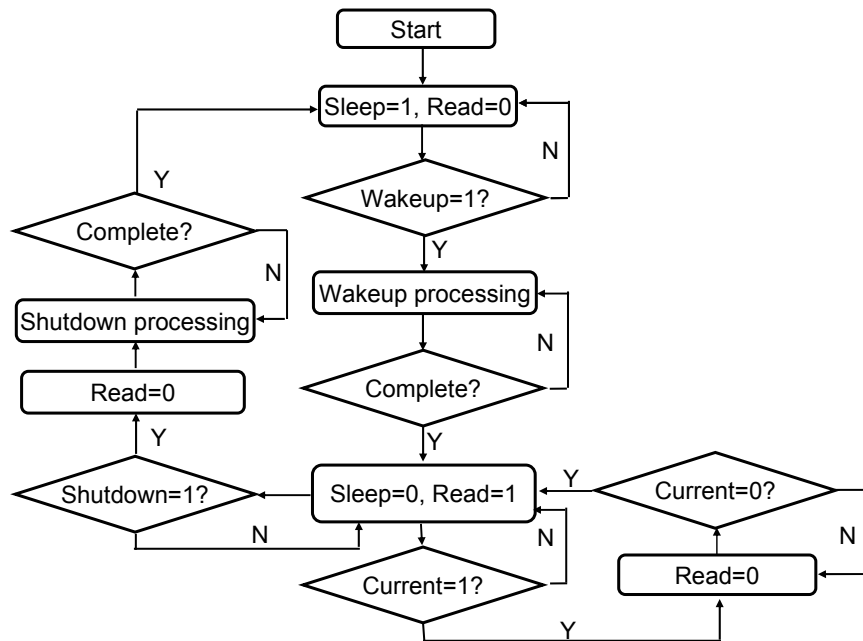 Start
Sleep=1, Read=0
N
Y
Wakeup=1?
Complete?
Y
N
Wakeup processing
Shutdown processing
N
Read=0
Complete?
Y
Y
Shutdown=1?
Sleep=0, Read=1
Y
Current=0?
N
N
N
Current=1?
Read=0
Y